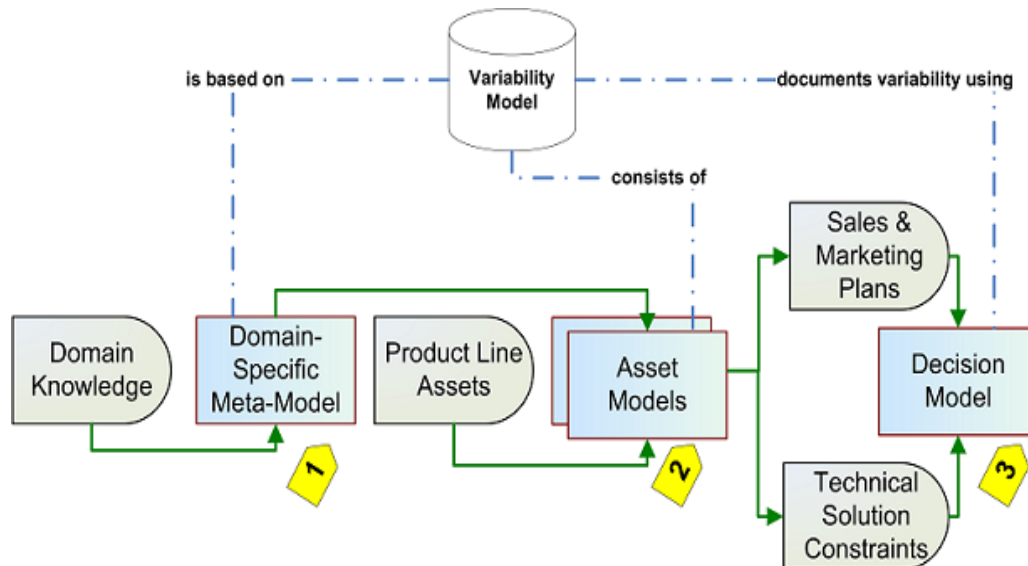 Variability
Model
is based on
documents variability using
consists of
Sales &
Marketing
Plans
Domain
Knowledge
Domain-
Specific
Meta-Model
Product Line
Assets
Asset
Models
Decision
Model
1
2
3
Technical
Solution
Constraints